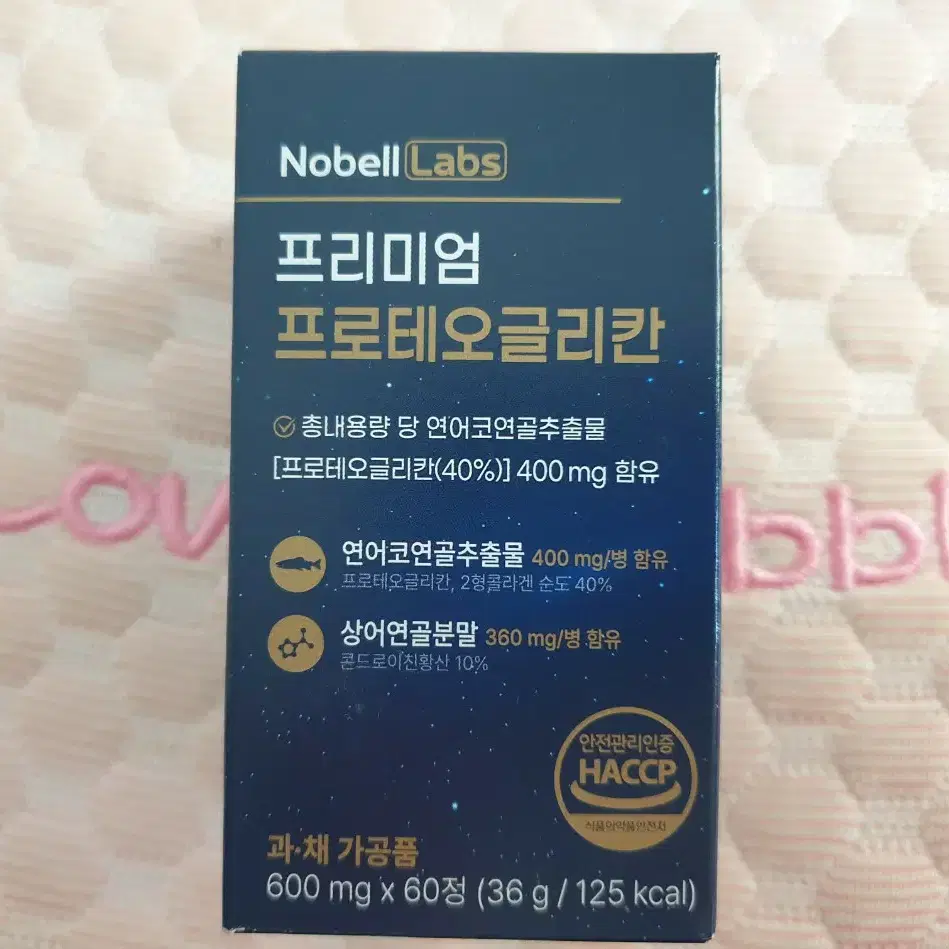 Nobell Labs
프리미엄
프로테오글리칸
총내용량 당 연어코연골추출물
[프로테오글리칸(40%)] 400 mg 함유
연어코연골추출물 400 mg/병 함유
프로테오글리칸, 2형콜라겐 순도 40%
상어연골분말 360 mg/병 함유
콘드로이친황산 10%
안전관리인증
HACCP
식품의약품안전처
과·채 가공품
600 mg x 60정 (36 g / 125 kcal)